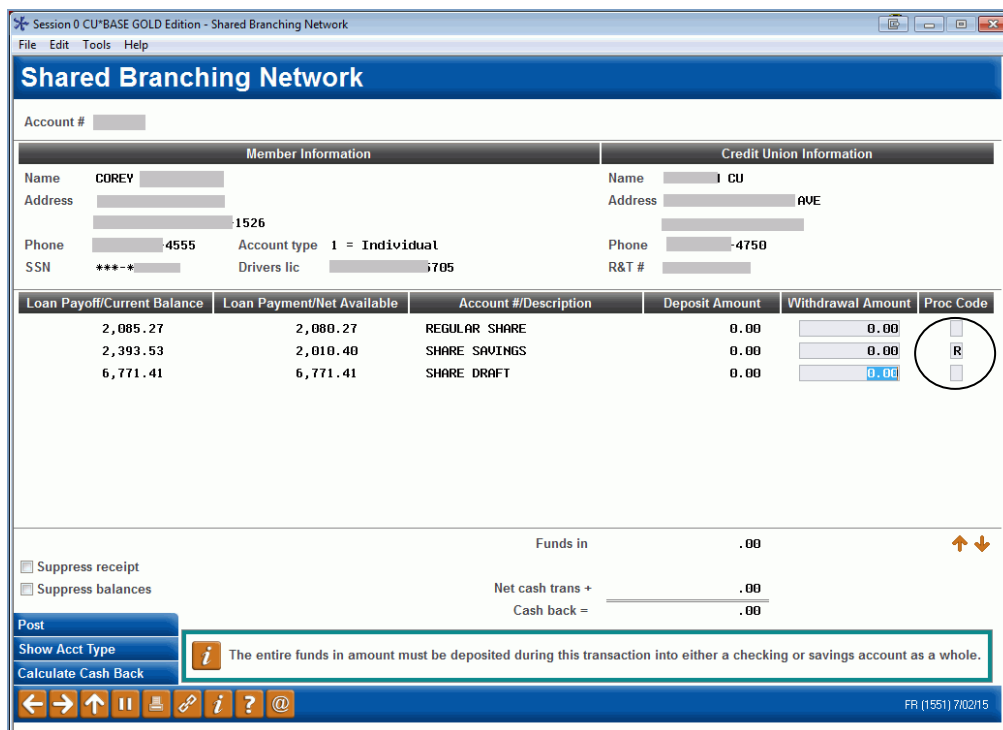 Session 0 CU*BASE GOLD Edition - Shared Branching Network
File Edit Tools Help
Shared Branching Network
Account #
Member Information Credit Union Information
Name COREY Name CU
Address Address AVE
-1526
Phone -4555 Account type 1 = Individual Phone -4750
SSN ***-* Drivers lic 5705 R&T #
Loan Payoff/Current Balance Loan Payment/Net Available Account #/Description Deposit Amount Withdrawal Amount Proc Code
2,085.27 2,080.27 REGULAR SHARE 0.00 0.00
2,393.53 2,010.40 SHARE SAVINGS 0.00 0.00 R
6,771.41 6,771.41 SHARE DRAFT 0.00 0.00
Funds in .00
Suppress receipt
Suppress balances Net cash trans + .00
Cash back = .00
Post
Show Acct Type
The entire funds in amount must be deposited during this transaction into either a checking or savings account as a whole.
Calculate Cash Back
FR (1551) 7/02/15